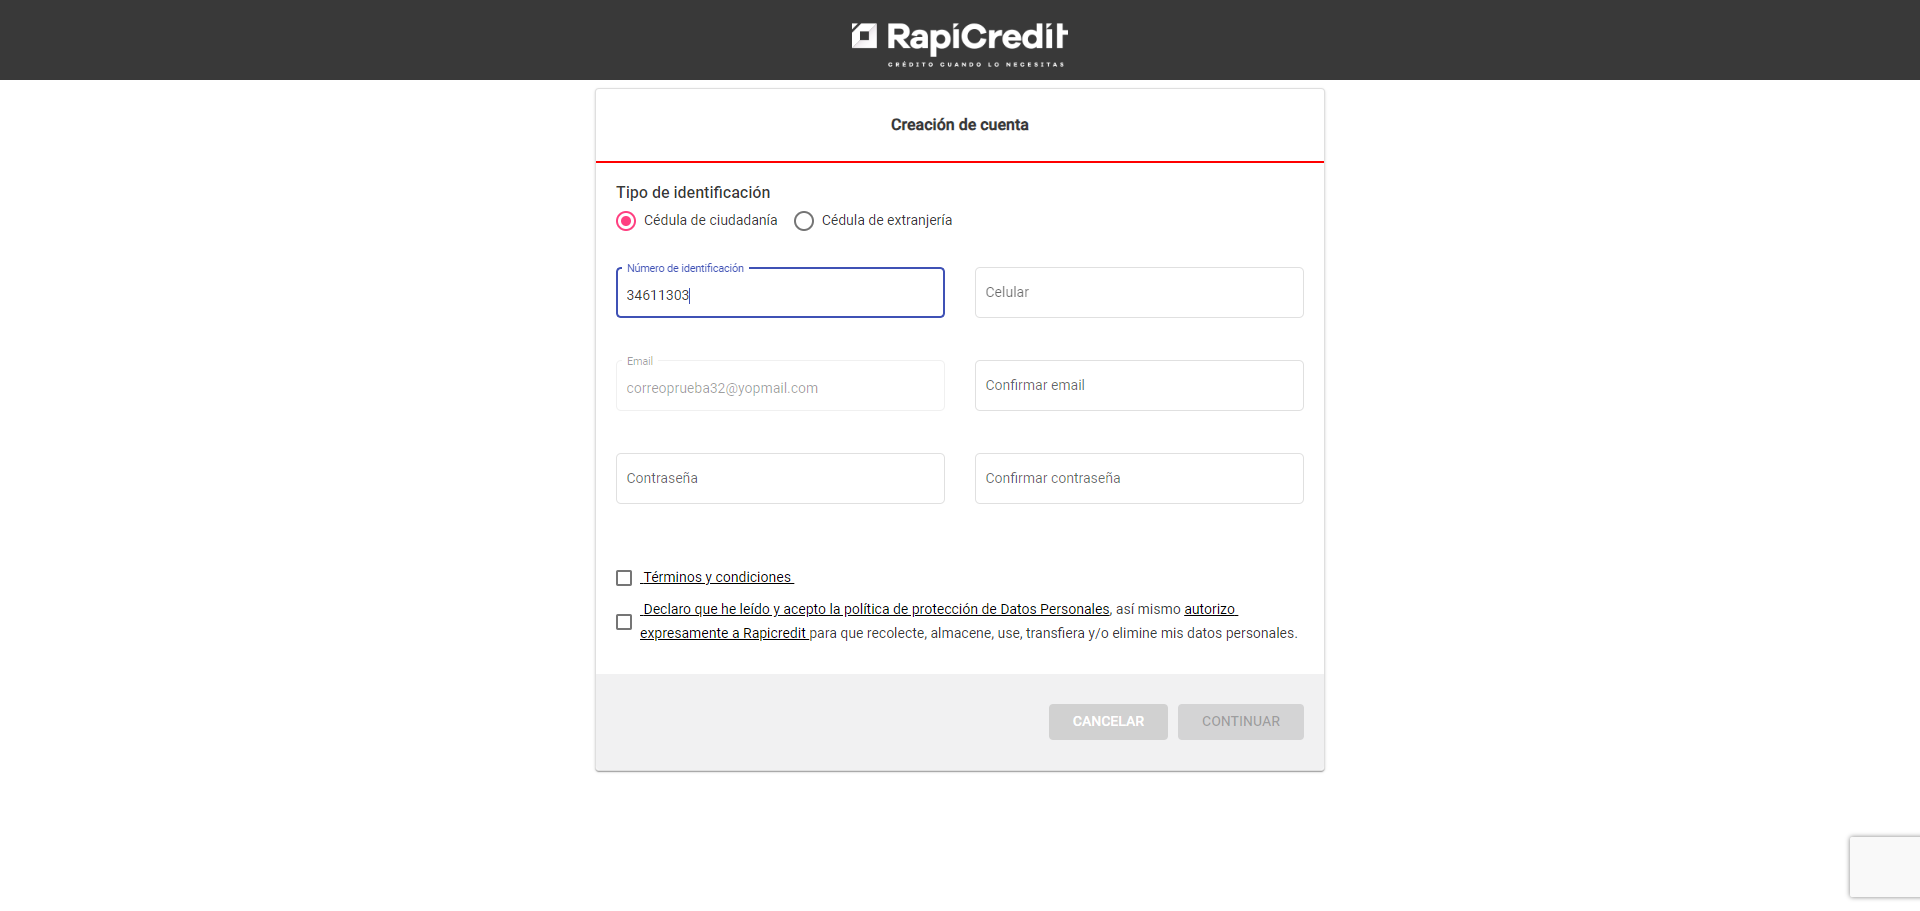 RapiCredit
CRÉDITO CUANDO LO NECESITAS
Creación de cuenta
Tipo de identificación
Cédula de ciudadanía Cédula de extranjería
Número de identificación
34611303 Celular
Email
correoprueba32@yopmail.com Confirmar email
Contraseña Confirmar contraseña
Términos y condiciones
Declaro que he leído y acepto la política de protección de Datos Personales, así mismo autorizo
expresamente a Rapicredit para que recolecte, almacene, use, transfiera y/o elimine mis datos personales.
CANCELAR CONTINUAR